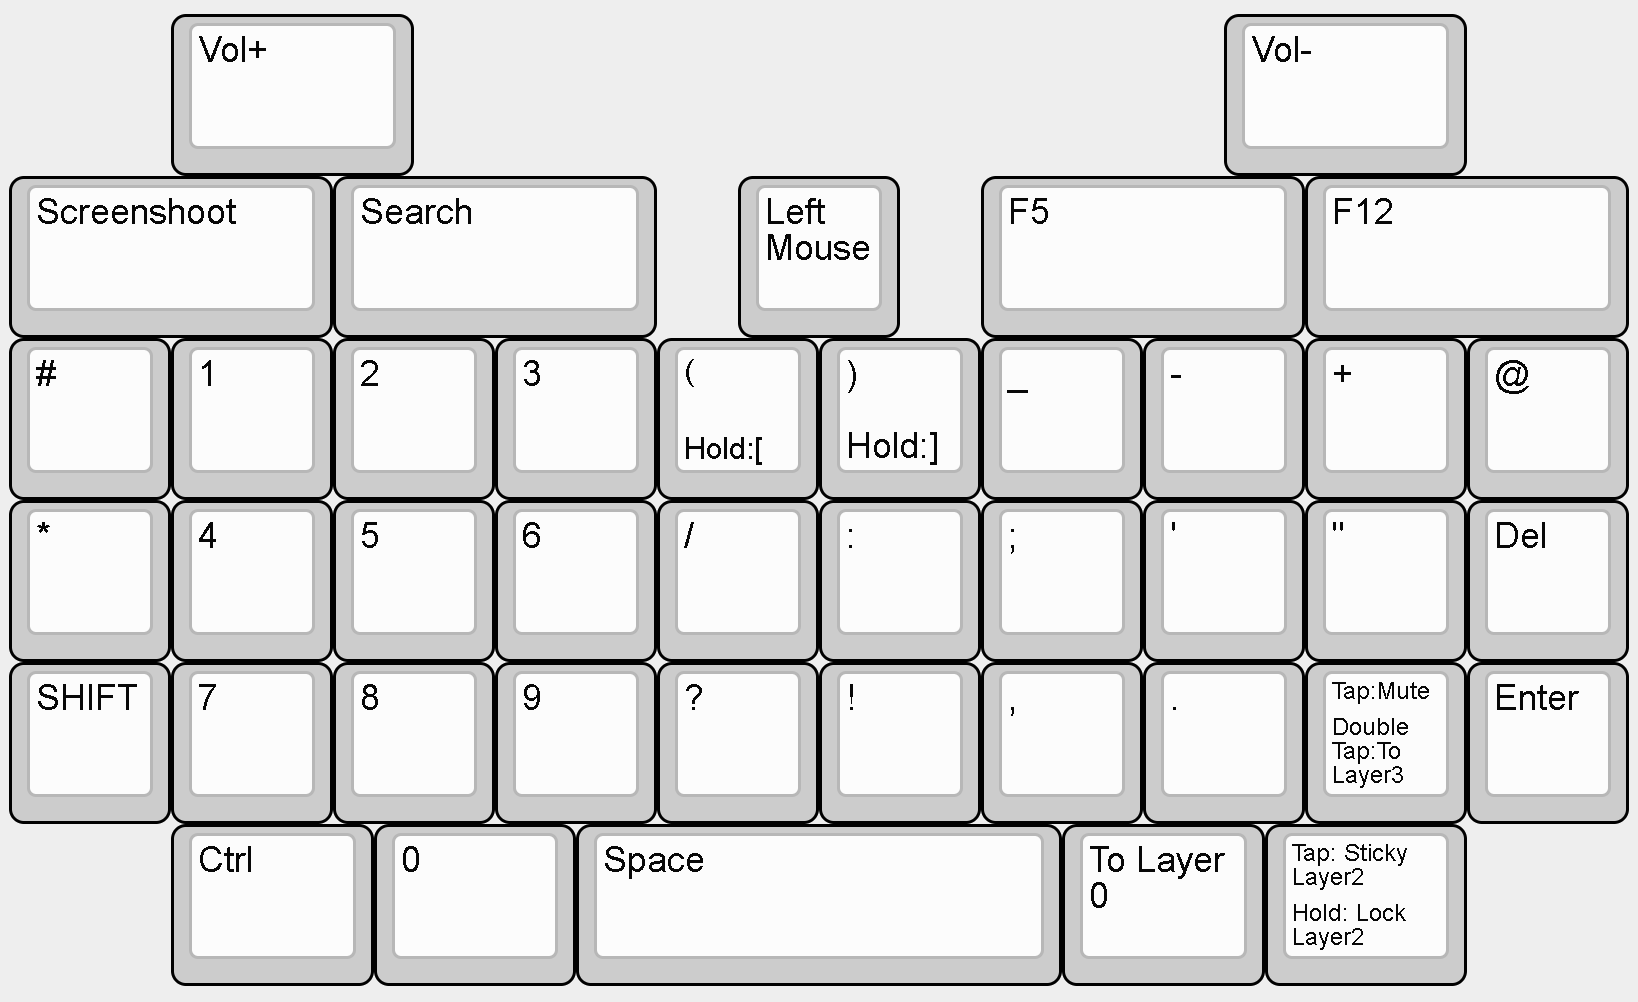 Vol+
Vol-
Screenshoot
Search
Left
Mouse
F5
F12
#
1
2
3
(
Hold:[
)
Hold:]
_
-
+
@
*
4
5
6
/
:
;
'
"
Del
SHIFT
7
8
9
?
!
,
.
Tap:Mute
Double
Tap:To
Layer3
Enter
Ctrl
0
Space
To Layer
0
Tap: Sticky
Layer2
Hold: Lock
Layer2